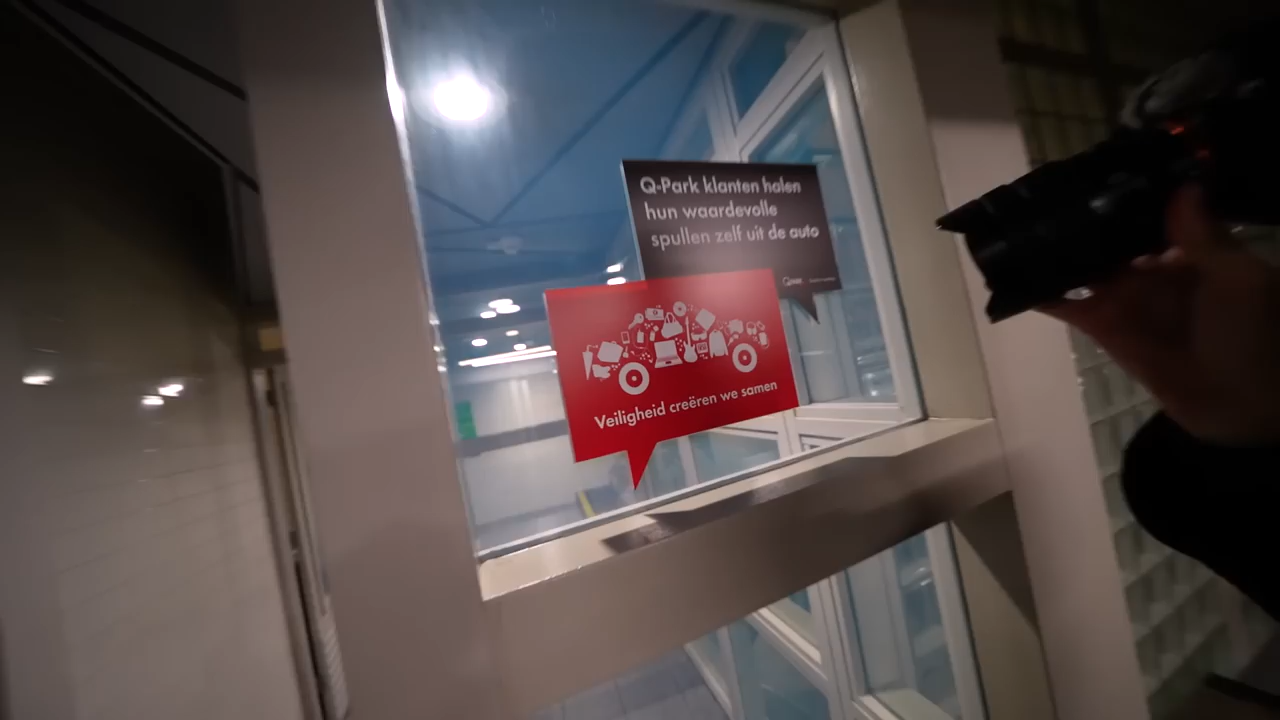 Q-Park klanten halen
hun waardevolle
spullen zelf uit de auto
Veiligheid creëren we samen